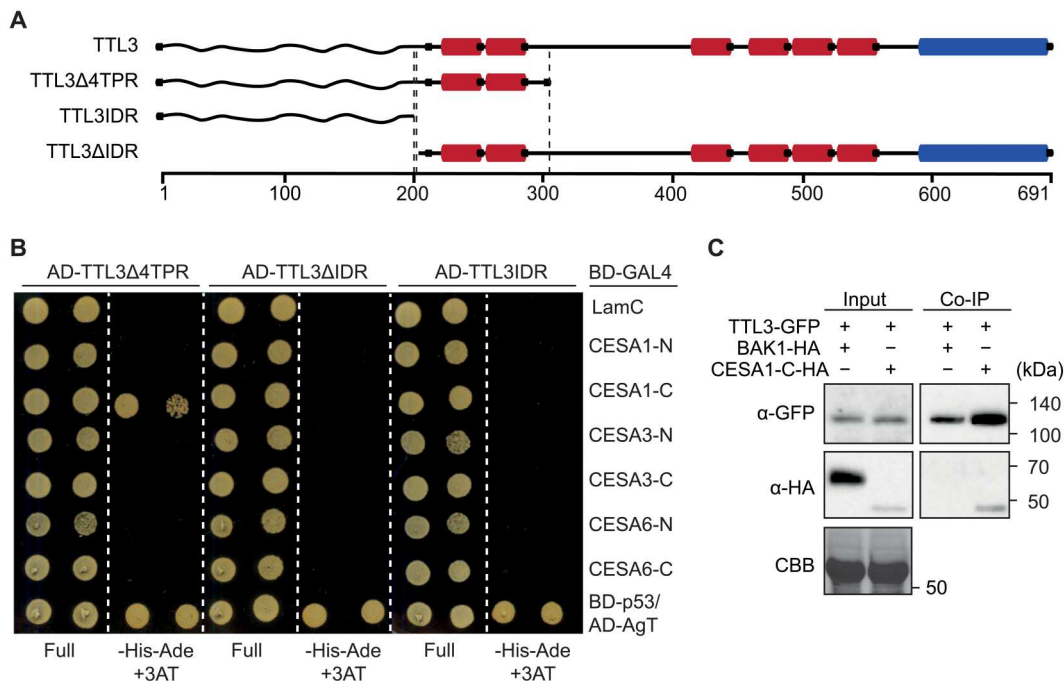 A
TTL3
TTL3Δ4TPR
TTL3IDR
TTL3ΔIDR
1 100 200 300 400 500 600 691
B
AD-TTL3Δ4TPR AD-TTL3ΔIDR AD-TTL3IDR BD-GAL4
LamC
CESA1-N
CESA1-C
CESA3-N
CESA3-C
CESA6-N
CESA6-C
BD-p53/
AD-AgT
Full -His-Ade Full -His-Ade Full -His-Ade
+3AT +3AT +3AT
C
Input Co-IP
TTL3-GFP + + + +
BAK1-HA + – + –
CESA1-C-HA – + – + (kDa)
α-GFP 140
100
α-HA 70
50
CBB
50